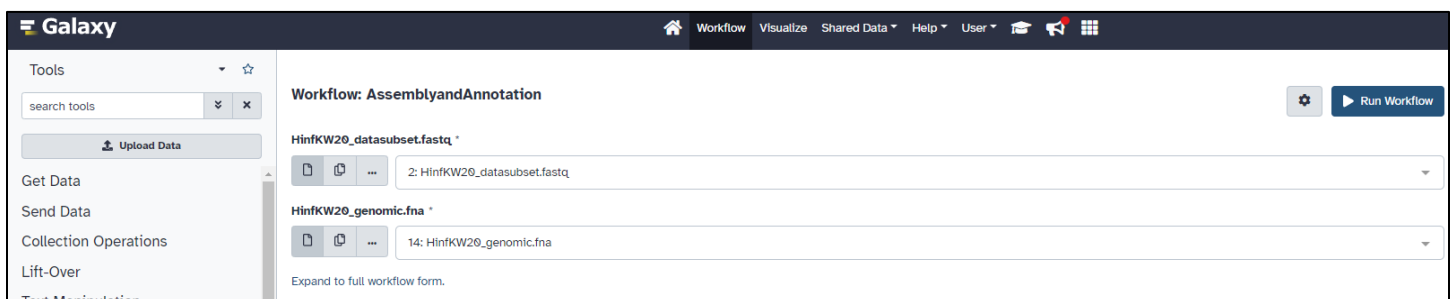 Galaxy
Workflow Visualize Shared Data Help User
Tools
search tools
Upload Data
Get Data
Send Data
Collection Operations
Lift-Over
Text Manipulation
Workflow: AssemblyandAnnotation
Run Workflow
HinfKW20_datasubset.fastq *
... 2: HinfKW20_datasubset.fastq
HinfKW20_genomic.fna *
... 14: HinfKW20_genomic.fna
Expand to full workflow form.